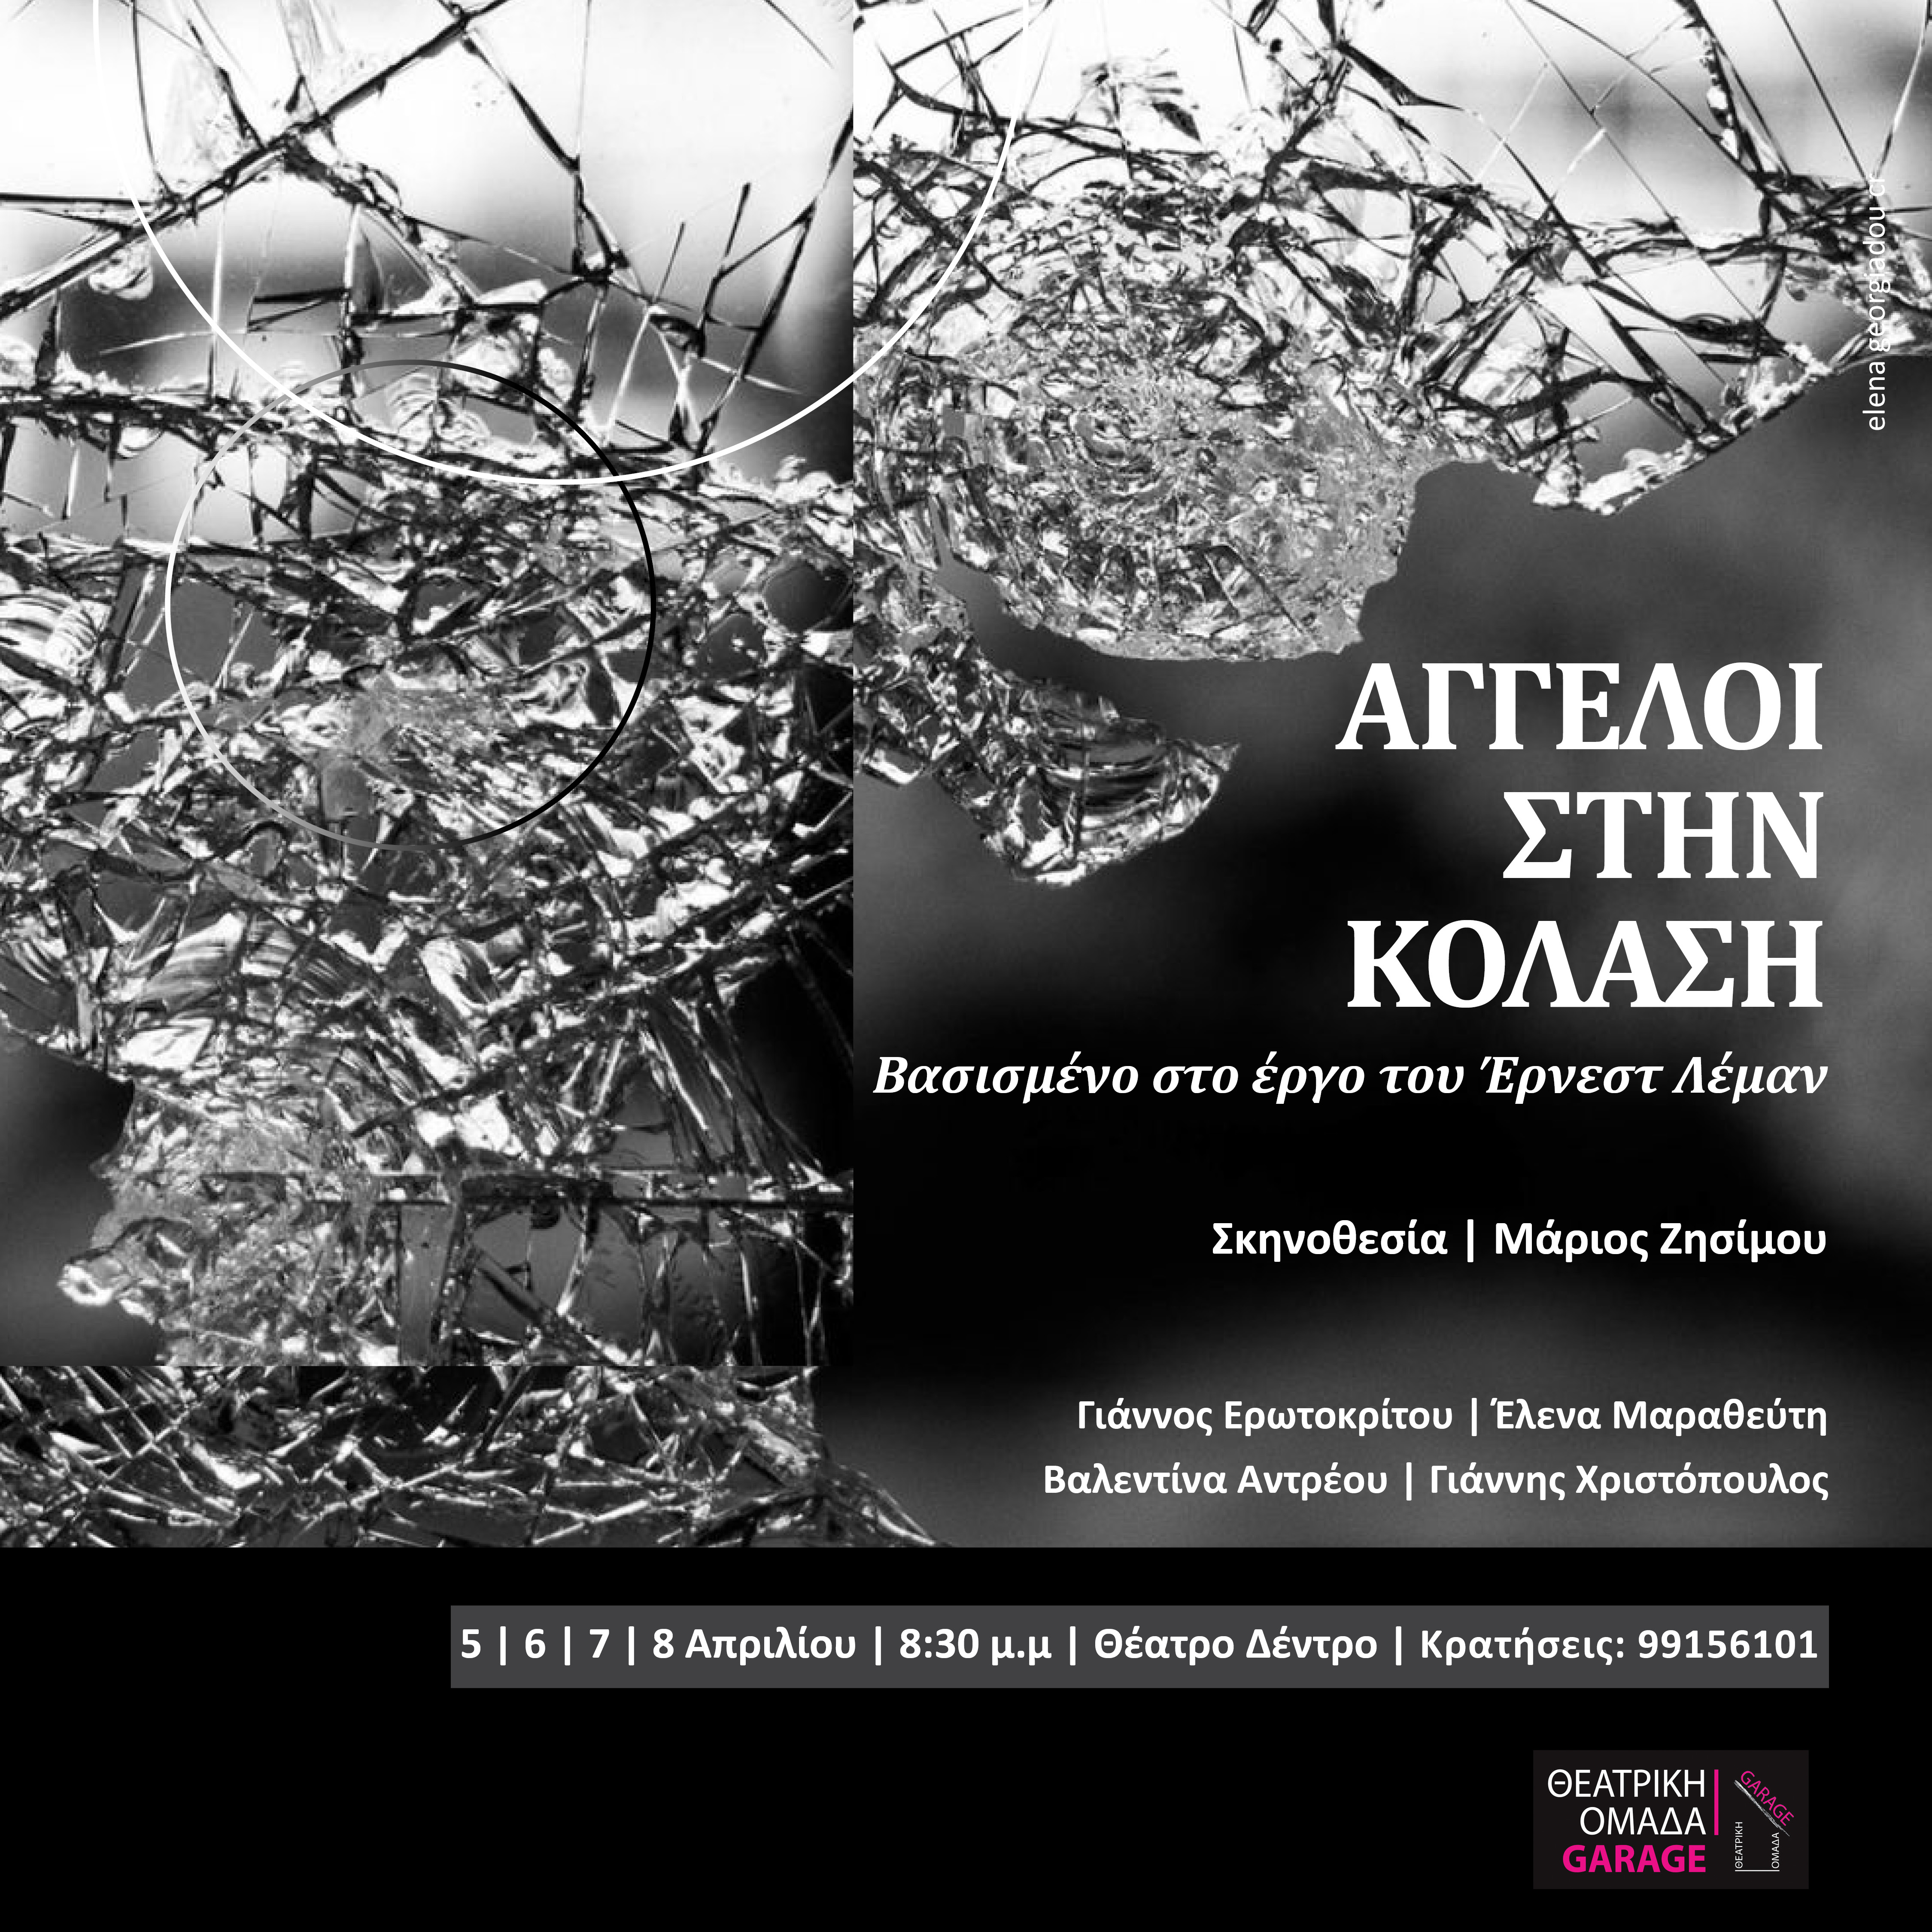 elena georgiadou cr
ΑΓΓΕΛΟΙ
ΣΤΗΝ
ΚΟΛΑΣΗ
Βασισμένο στο έργο του Έρνεστ Λέμαν
Σκηνοθεσία | Μάριος Ζησίμου
Γιάννος Ερωτοκρίτου | Έλενα Μαραθεύτη
Βαλεντίνα Αντρέου | Γιάννης Χριστόπουλος
5 | 6 | 7 | 8 Απριλίου | 8:30 μ.μ | Θέατρο Δέντρο | Κρατήσεις: 99156101
ΘΕΑΤΡΙΚΗ
ΟΜΑΔΑ
GARAGE
GARAGE
ΘΕΑΤΡΙΚΗ
ΟΜΑΔΑ